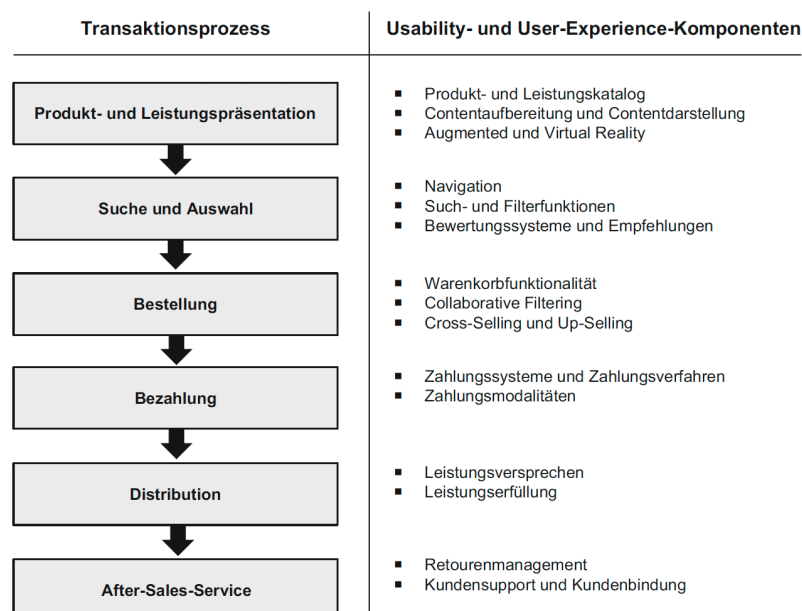 Transaktionsprozess
Usability- und User-Experience-Komponenten
Produkt- und Leistungspräsentation
▪ Produkt- und Leistungskatalog
▪ Contentaufbereitung und Contentdarstellung
▪ Augmented und Virtual Reality
Suche und Auswahl
▪ Navigation
▪ Such- und Filterfunktionen
▪ Bewertungssysteme und Empfehlungen
Bestellung
▪ Warenkorbfunktionalität
▪ Collaborative Filtering
▪ Cross-Selling und Up-Selling
Bezahlung
▪ Zahlungssysteme und Zahlungsverfahren
▪ Zahlungsmodalitäten
Distribution
▪ Leistungsversprechen
▪ Leistungserfüllung
After-Sales-Service
▪ Retourenmanagement
▪ Kundensupport und Kundenbindung